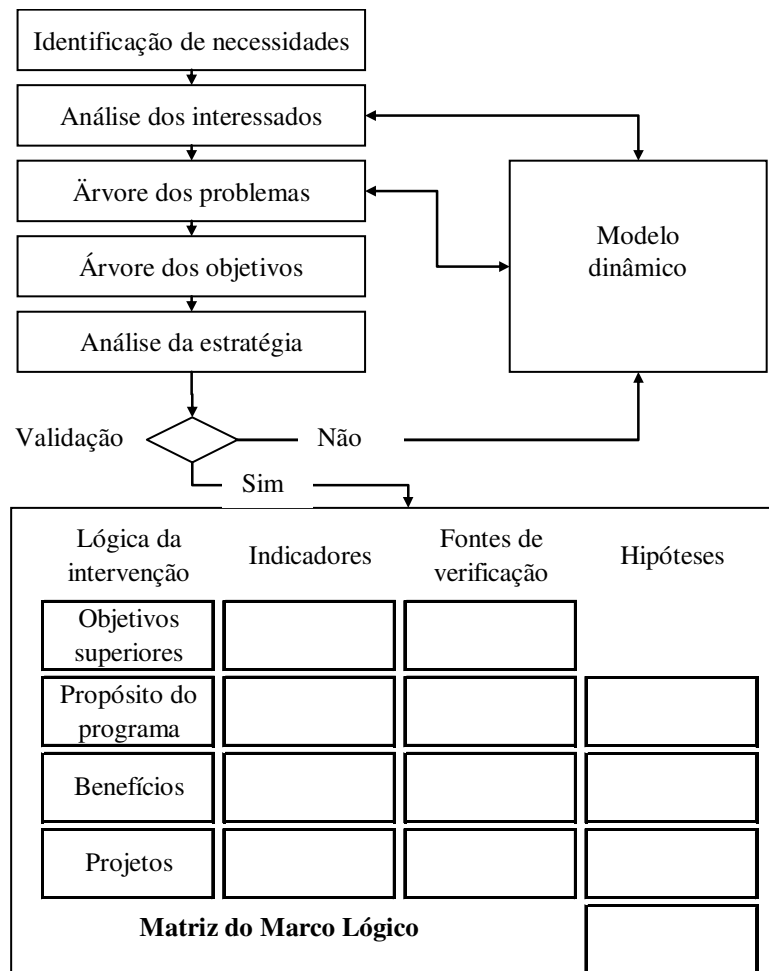 Identificação de necessidades
Análise dos interessados
Ärvore dos problemas
Árvore dos objetivos
Análise da estratégia
Modelo
dinâmico
Validação
Não
Sim
Lógica da
intervenção
Indicadores
Fontes de
verificação
Hipóteses
Objetivos
superiores
Propósito do
programa
Benefícios
Projetos
Matriz do Marco Lógico